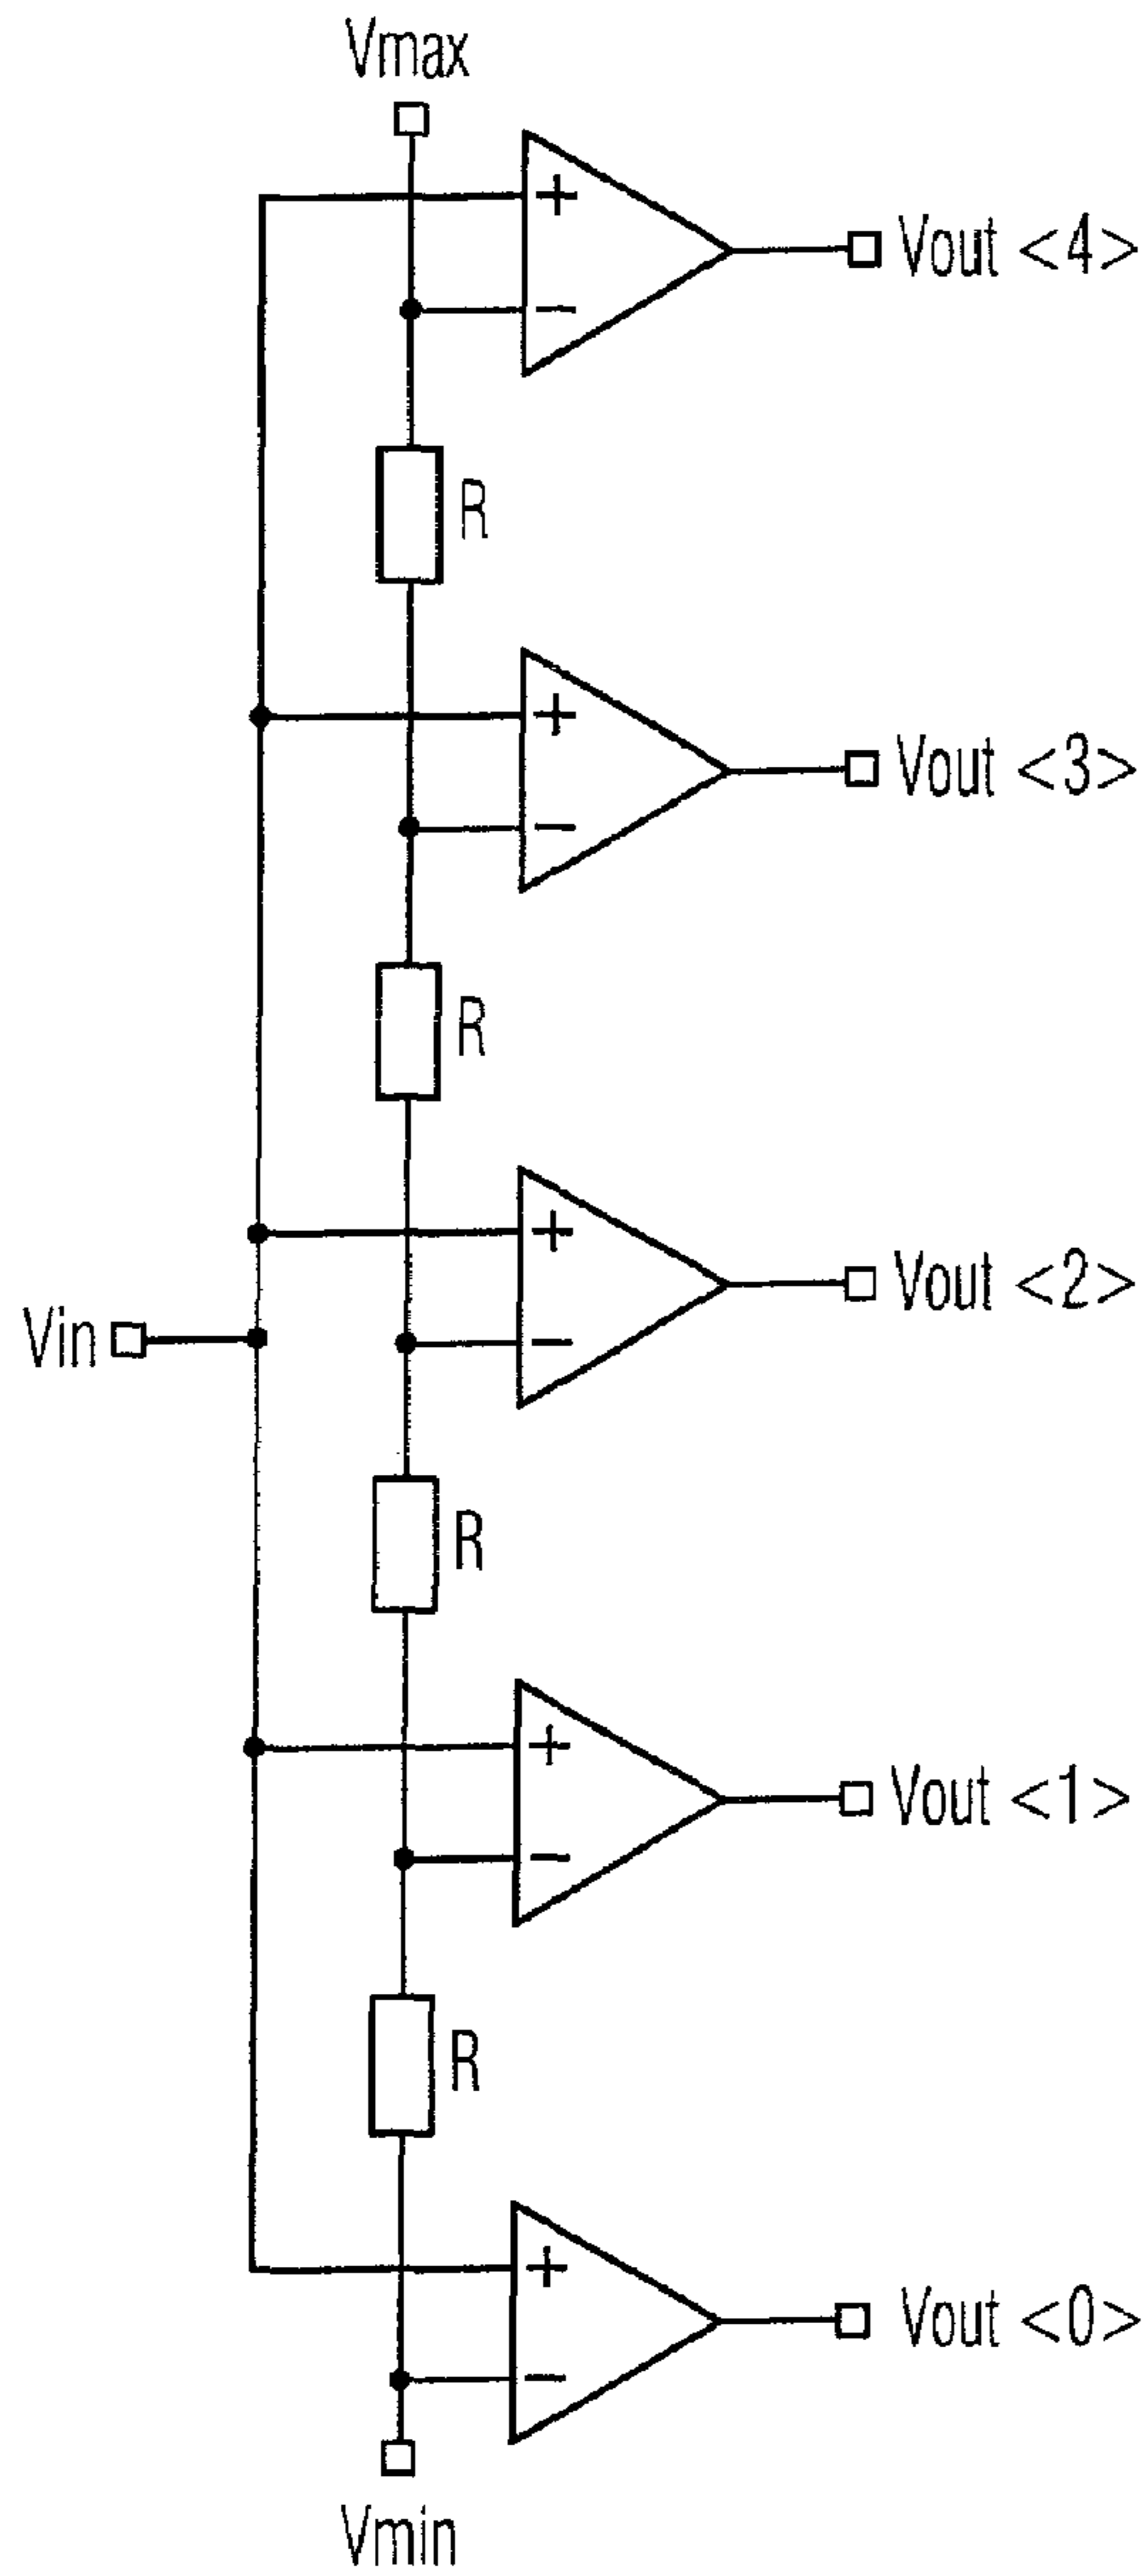 Vmax
+
−
Vout <4>
R
+
−
Vout <3>
R
+
−
Vout <2>
Vin
R
+
−
Vout <1>
R
+
−
Vout <0>
Vmin